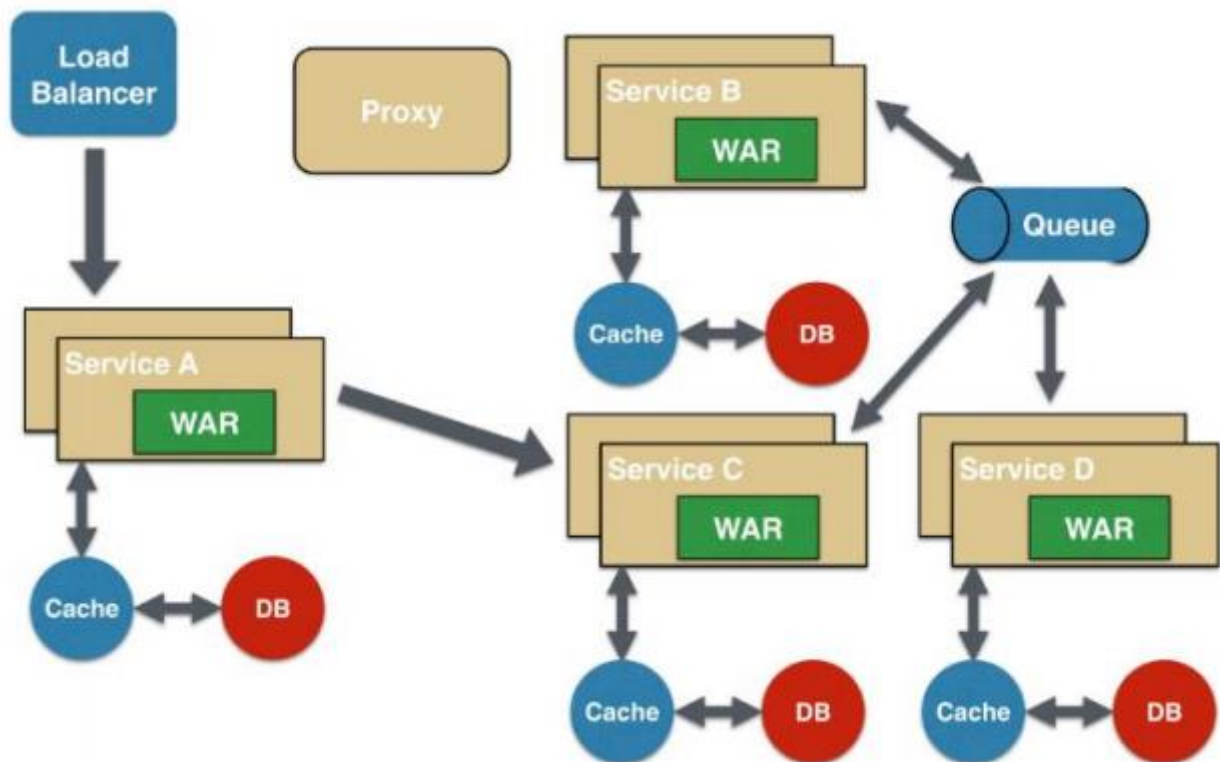 Load
Balancer
Proxy
Service B
WAR
Queue
Cache
DB
Service A
WAR
Service C
WAR
Service D
WAR
Cache
DB
Cache
DB
Cache
DB